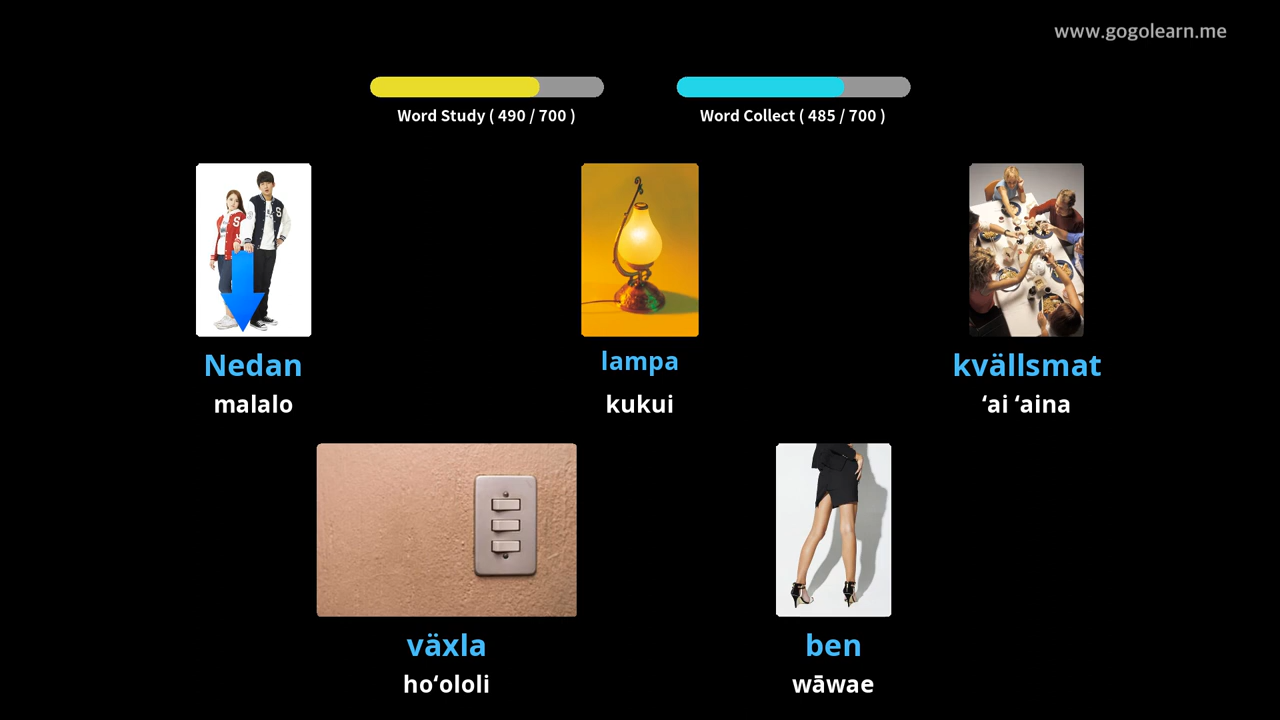 www.gogolearn.me
Word Study ( 490 / 700 )
Word Collect ( 485 / 700 )
Nedan
malalo
lampa
kukui
kvällsmat
ʻai ʻaina
växla
hoʻololi
ben
wāwae